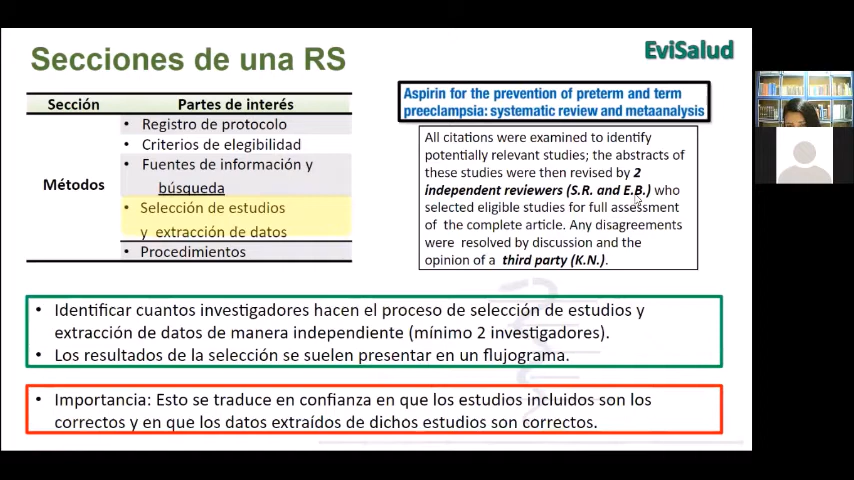 Secciones de una RS
EviSalud
Sección Partes de interés
Métodos
• Registro de protocolo
• Criterios de elegibilidad
• Fuentes de información y
búsqueda
• Selección de estudios
y extracción de datos
• Procedimientos
Aspirin for the prevention of preterm and term
preeclampsia: systematic review and metaanalysis
All citations were examined to identify
potentially relevant studies; the abstracts of
these studies were then revised by 2
independent reviewers (S.R. and E.B.) who
selected eligible studies for full assessment
of the complete article. Any disagreements
were resolved by discussion and the
opinion of a third party (K.N.).
• Identificar cuantos investigadores hacen el proceso de selección de estudios y
extracción de datos de manera independiente (mínimo 2 investigadores).
• Los resultados de la selección se suelen presentar en un flujograma.
• Importancia: Esto se traduce en confianza en que los estudios incluidos son los
correctos y en que los datos extraídos de dichos estudios son correctos.